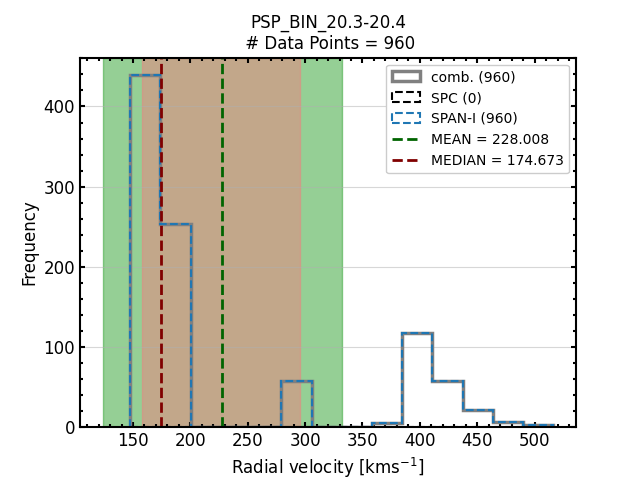 PSP_BIN_20.3-20.4
# Data Points = 960
comb. (960)
SPC (0)
SPAN-I (960)
MEAN = 228.008
MEDIAN = 174.673
Frequency
400
300
200
100
0
150 200 250 300 350 400 450 500
Radial velocity [kms⁻¹]